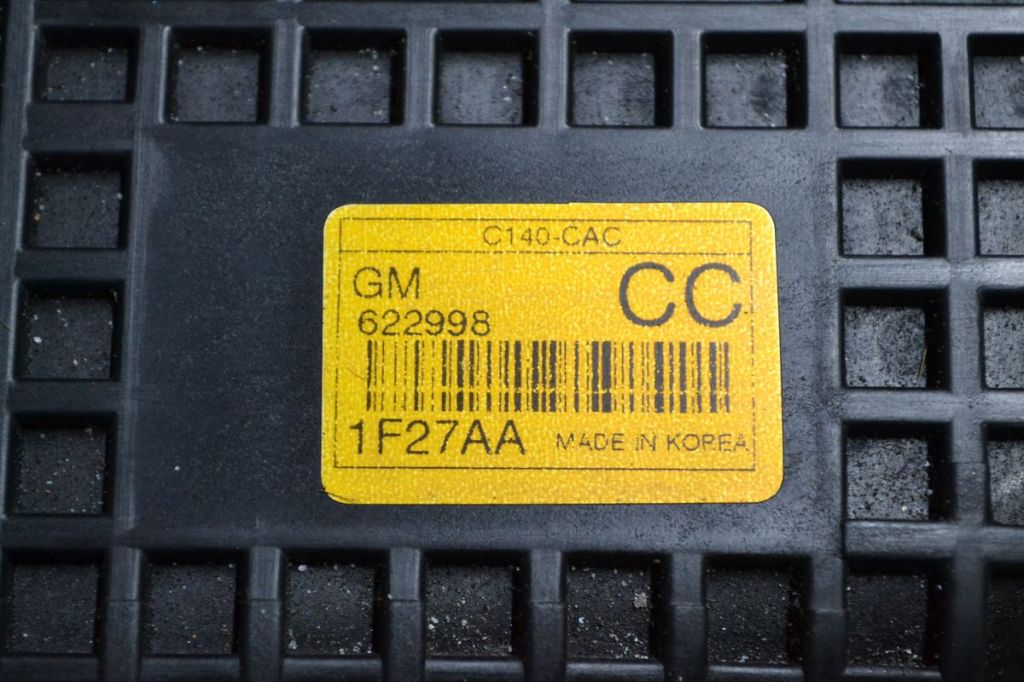 C140-CAC
GM
CC
622998
1F27AA
MADE IN KOREA